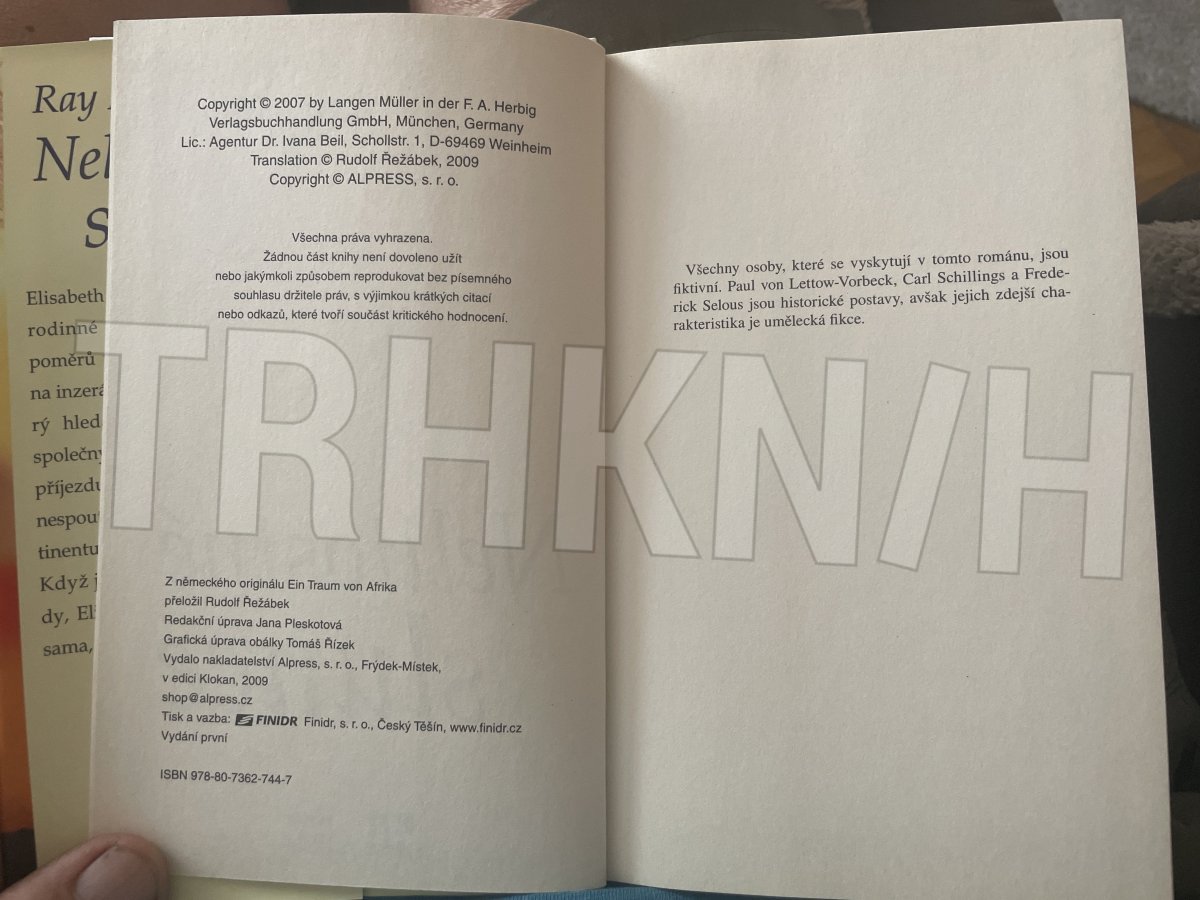 Ray
Elisabeth
rodinné
poměrů
na inzerá
rý hled
společn
příjezdu
nespou
tinentu
Když j
dy, El
sama,
Copyright © 2007 by Langen Müller in der F. A. Herbig
Verlagsbuchhandlung GmbH, München, Germany
Lic.: Agentur Dr. Ivana Beil, Schollstr. 1, D-69469 Weinheim
Translation © Rudolf Řežábek, 2009
Copyright © ALPRESS, s. r. o.
Všechna práva vyhrazena.
Žádnou část knihy není dovoleno užít
nebo jakýmkoli způsobem reprodukovat bez písemného
souhlasu držitele práv, s výjimkou krátkých citací
nebo odkazů, které tvoří součást kritického hodnocení.
TRHKN/H
Z německého originálu Ein Traum von Afrika
přeložil Rudolf Řežábek
Redakční úprava Jana Pleskotová
Grafická úprava obálky Tomáš Řízek
Vydalo nakladatelství Alpress, s. r. o., Frýdek-Místek,
v edici Klokan, 2009
shop@alpress.cz
Tisk a vazba: FINIDR Finidr, s. r. o., Český Těšín, www.finidr.cz
Vydání první
ISBN 978-80-7362-744-7
Všechny osoby, které se vyskytují v tomto románu, jsou
fiktivní. Paul von Lettow-Vorbeck, Carl Schillings a Frede-
rick Selous jsou historické postavy, avšak jejich zdejší cha-
rakteristika je umělecká fikce.